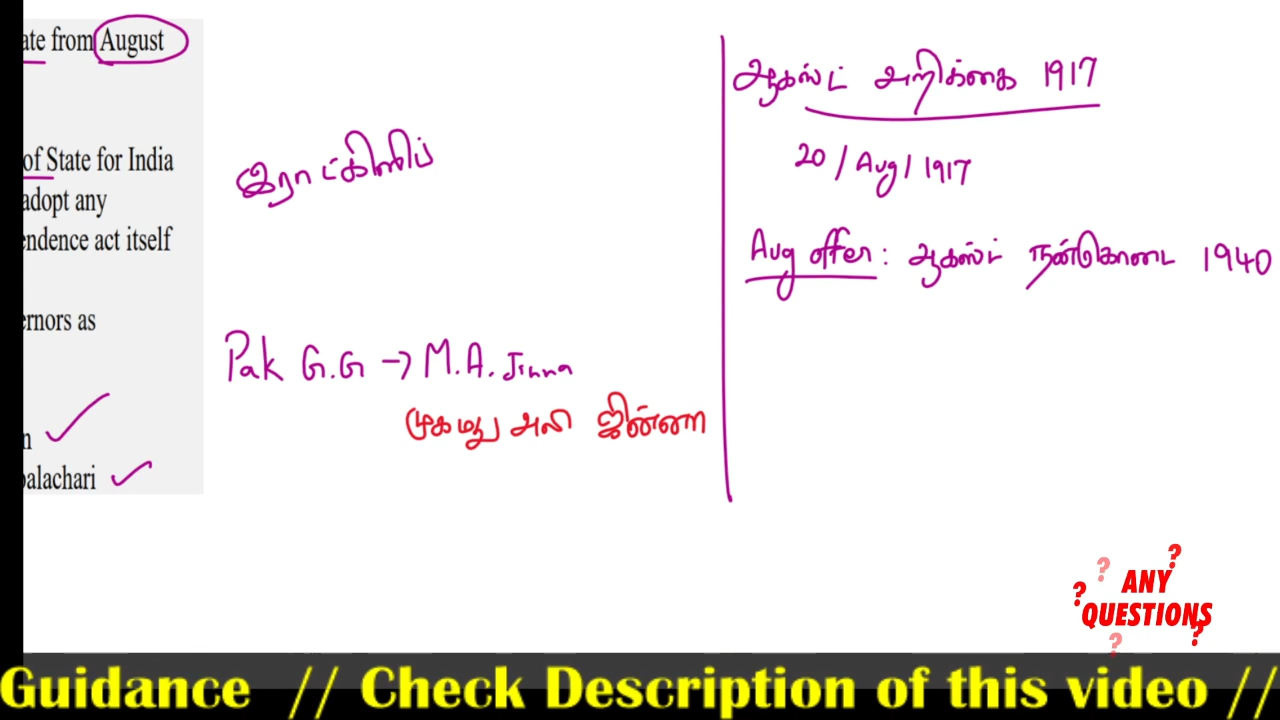 ate from August
of State for India
adopt any
endence act itself
ernors as
n
palachari
இராட்கிளிப்
Pak G.G → M.A. Jinna
முகமது அலி ஜின்னா
ஆகஸ்ட் அறிக்கை 1917
20 / Aug / 1917
Aug offer : ஆகஸ்ட் நன்கொடை 1940
? ANY QUESTIONS ?
Guidance // Check Description of this video //